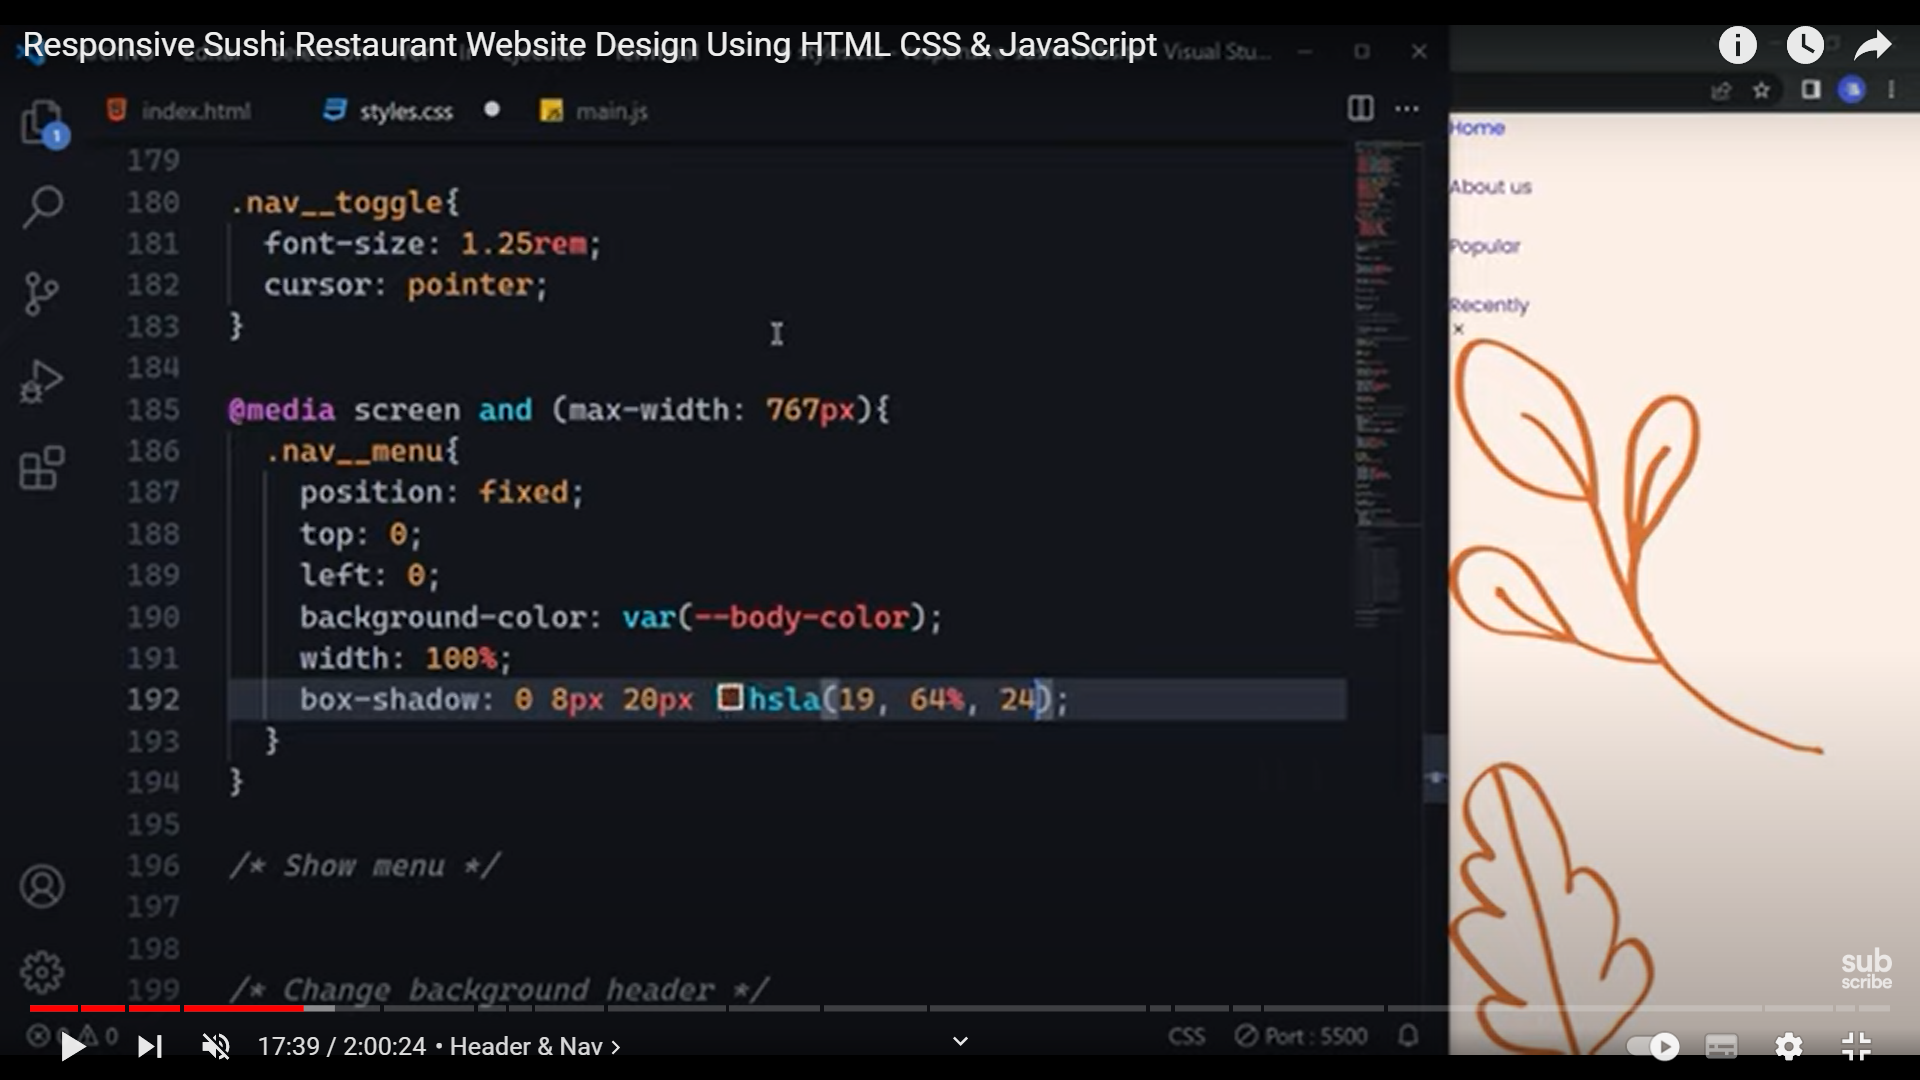 Responsive Sushi Restaurant Website Design Using HTML CSS & JavaScript
Visual Stu...
index.html
styles.css
main.js
1
179
180 .nav__toggle{
181 font-size: 1.25rem;
182 cursor: pointer;
183 }
184
185 @media screen and (max-width: 767px){
186 .nav__menu{
187 position: fixed;
188 top: 0;
189 left: 0;
190 background-color: var(--body-color);
191 width: 100%;
192 box-shadow: 0 8px 20px hsla(19, 64%, 24);
193 }
194 }
195
196 /* Show menu */
197
198
199 /* Change background header */
Home
About us
Popular
Recently
sub
scribe
17:39 / 2:00:24 • Header & Nav
CSS
Port : 5500